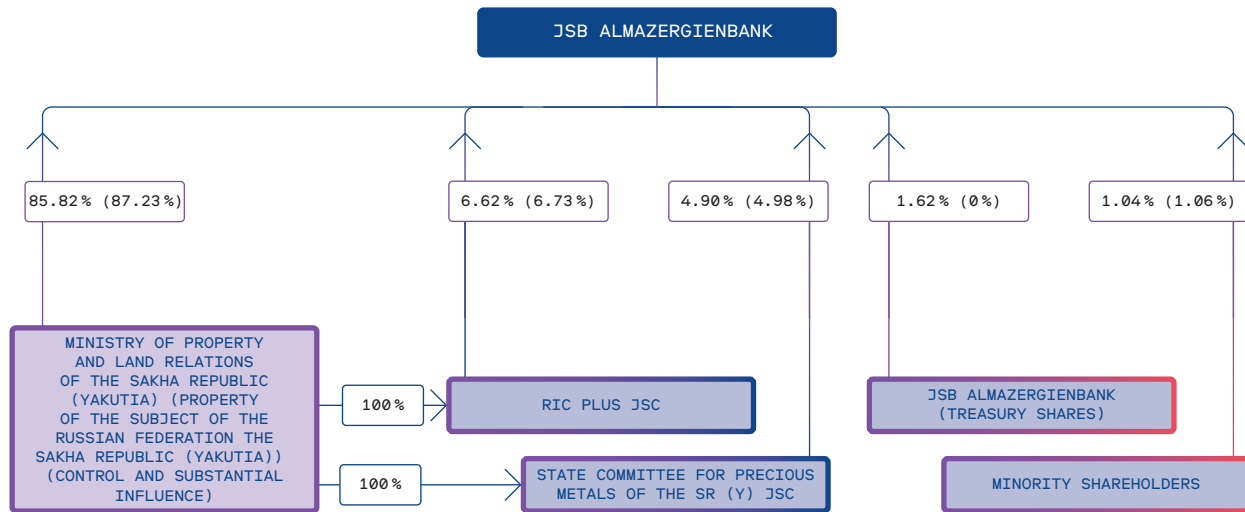 JSB ALMAZERGIENBANK
85.82% (87.23%)
6.62% (6.73%)
4.90% (4.98%)
1.62% (0%)
1.04% (1.06%)
MINISTRY OF PROPERTY
AND LAND RELATIONS
OF THE SAKHA REPUBLIC
(YAKUTIA) (PROPERTY
OF THE SUBJECT OF THE
RUSSIAN FEDERATION THE
SAKHA REPUBLIC (YAKUTIA))
(CONTROL AND SUBSTANTIAL
INFLUENCE)
100%
RIC PLUS JSC
JSB ALMAZERGIENBANK
(TREASURY SHARES)
100%
STATE COMMITTEE FOR PRECIOUS
METALS OF THE SR (Y) JSC
MINORITY SHAREHOLDERS